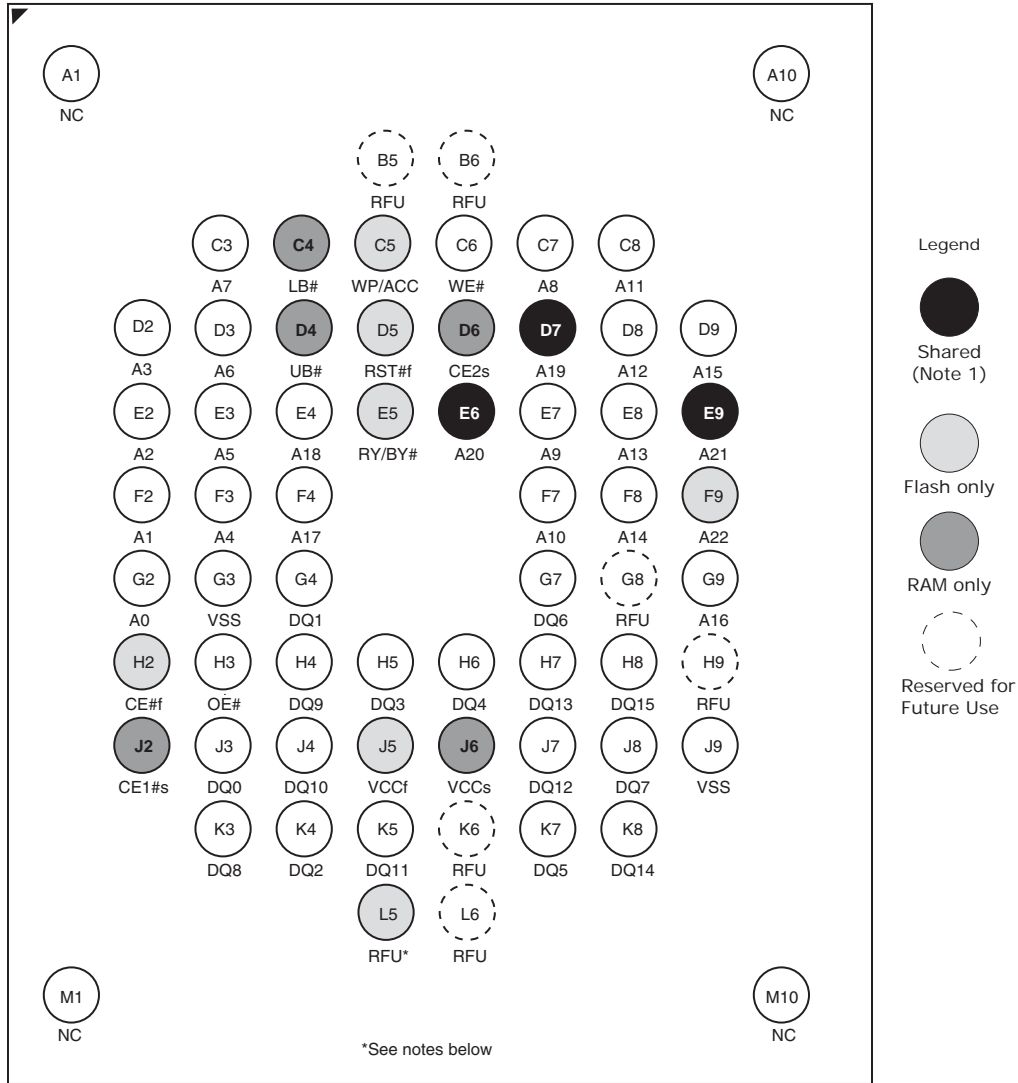 A1 A10
NC NC
B5 B6
RFU RFU
C3 C4 C5 C6 C7 C8
A7 LB# WP/ACC WE# A8 A11
D2 D3 D4 D5 D6 D7 D8 D9
A3 A6 UB# RST#f CE2s A19 A12 A15
E2 E3 E4 E5 E6 E7 E8 E9
A2 A5 A18 RY/BY# A20 A9 A13 A21
F2 F3 F4 F7 F8 F9
A1 A4 A17 A10 A14 A22
G2 G3 G4 G7 G8 G9
A0 VSS DQ1 DQ6 RFU A16
H2 H3 H4 H5 H6 H7 H8 H9
CE#f OE# DQ9 DQ3 DQ4 DQ13 DQ15 RFU
J2 J3 J4 J5 J6 J7 J8 J9
CE1#s DQ0 DQ10 VCCf VCCs DQ12 DQ7 VSS
K3 K4 K5 K6 K7 K8
DQ8 DQ2 DQ11 RFU DQ5 DQ14
L5 L6
RFU* RFU
M1 M10
NC NC
*See notes below
Legend
Shared
(Note 1)
Flash only
RAM only
Reserved for
Future Use